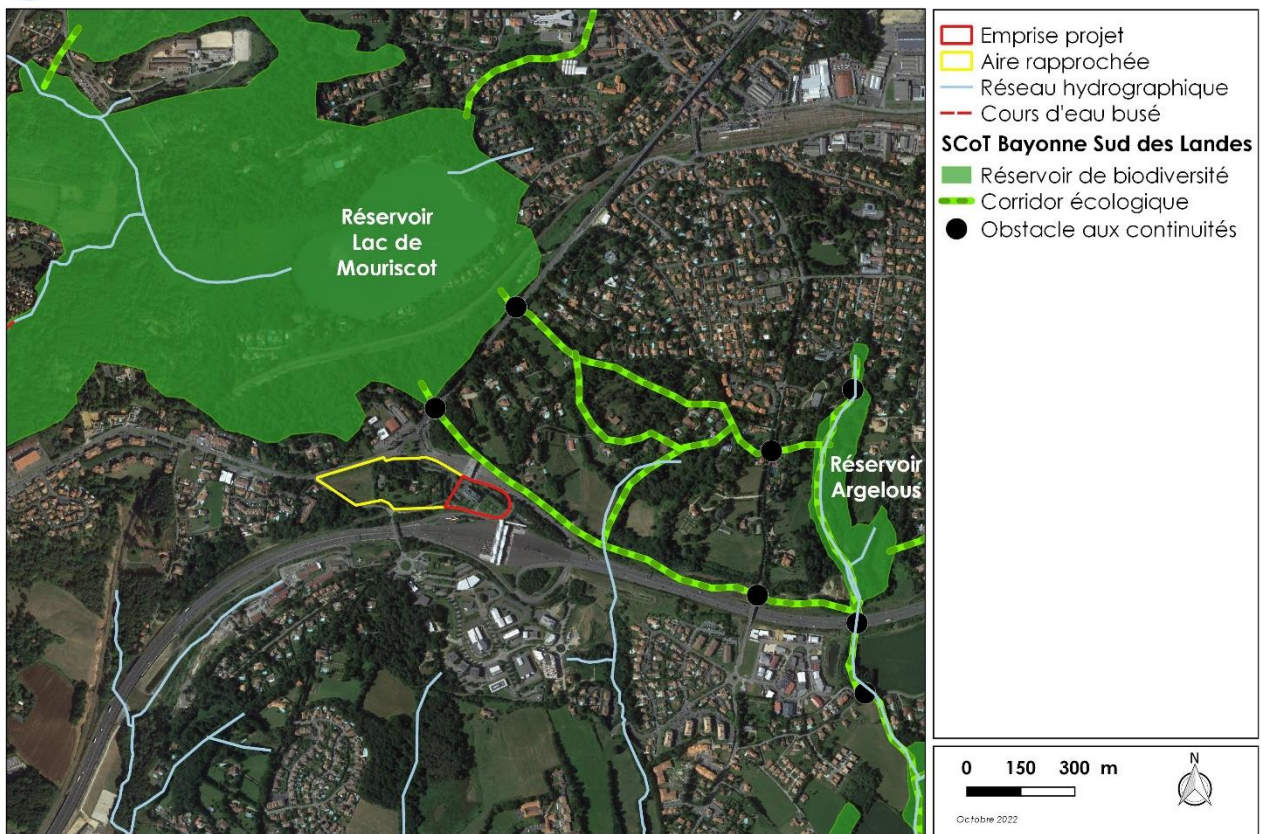 Réservoir
Lac de
Mouriscot
Réservoir
Argelous
Emprise projet
Aire rapprochée
Réseau hydrographique
Cours d'eau busé
SCoT Bayonne Sud des Landes
Réservoir de biodiversité
Corridor écologique
Obstacle aux continuités
0 150 300 m
N
Octobre 2022